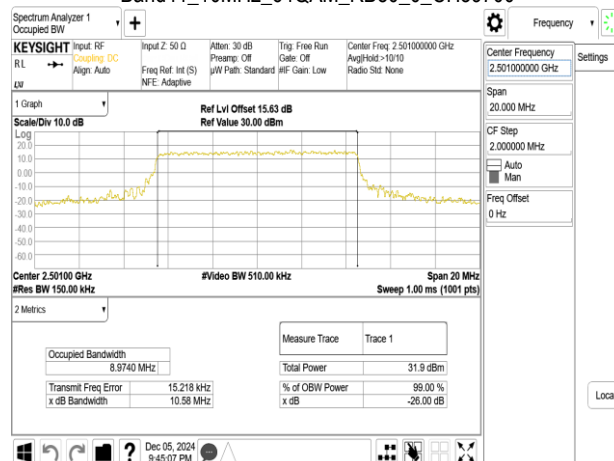 Spectrum Analyzer 1
Occupied BW
Frequency
Settings
KEYSIGHT
RL
LXI
Input: RF
Coupling: DC
Align: Auto
Input Z: 50 Ω
Freq Ref: Int (S)
NFE: Adaptive
Atten: 30 dB
Preamp: Off
µW Path: Standard
Trig: Free Run
Gate: Off
#IF Gain: Low
Center Freq: 2.501000000 GHz
Avg|Hold:>10/10
Radio Std: None
Center Frequency
2.501000000 GHz
Span
20.000 MHz
CF Step
2.000000 MHz
Auto
Man
Freq Offset
0 Hz
Local
1 Graph
Scale/Div 10.0 dB
Ref Lvl Offset 15.63 dB
Ref Value 30.00 dBm
Log
20.0
10.0
0.00
-10.0
-20.0
-30.0
-40.0
-50.0
-60.0
Center 2.50100 GHz
#Video BW 510.00 kHz
Span 20 MHz
#Res BW 150.00 kHz
Sweep 1.00 ms (1001 pts)
2 Metrics
Measure Trace Trace 1
Occupied Bandwidth
8.9740 MHz
Total Power 31.9 dBm
Transmit Freq Error 15.218 kHz
% of OBW Power 99.00 %
x dB Bandwidth 10.58 MHz
x dB -26.00 dB
?
Dec 05, 2024
9:45:07 PM